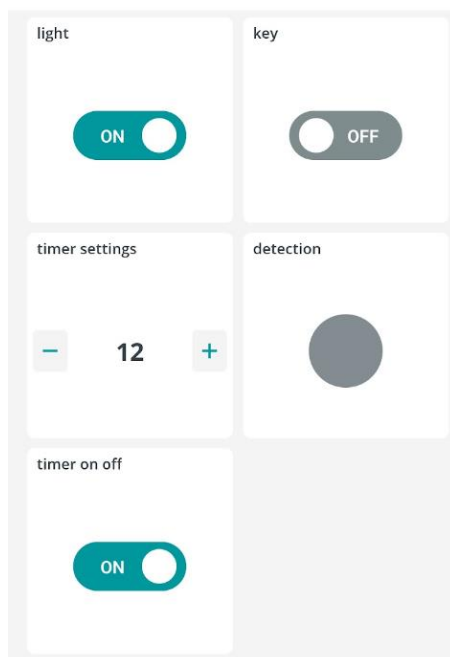 light
ON
key
OFF
timer settings
− 12 +
detection
timer on off
ON